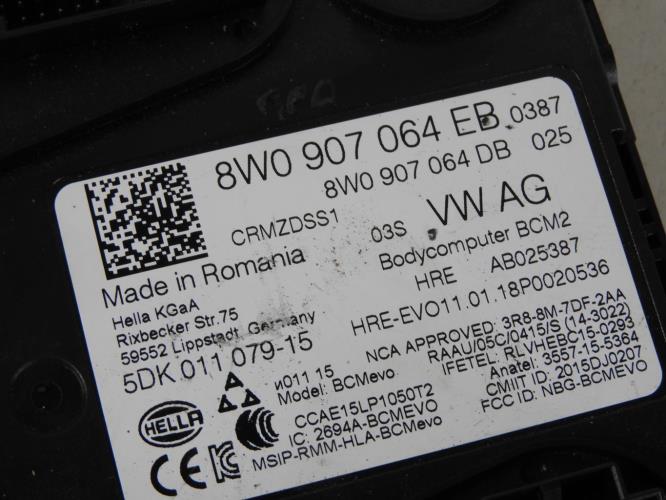 8W0 907 064 EB 0387
8W0 907 064 DB 025
CRMZDSS1 03S VW AG
Made in Romania
Bodycomputer BCM2
Hella KGaA
HRE AB025387
Rixbecker Str.75
59552 Lippstadt Germany
HRE-EVO11.01.18P0020536
5DK 011 079-15
NCA APPROVED: 3R8-8M-7DF-2AA
RAAU/05C/0415/S (14-3022)
И011 15
IFETEL: RLVHEBC15-0293
Model: BCMevo
Anatel: 3557-15-5364
HELLA
CCAE15LP1050T2
CMIIT ID: 2015DJ0207
IC: 2694A-BCMEVO
FCC ID: NBG-BCMEVO
CE
MSIP-RMM-HLA-BCMevo